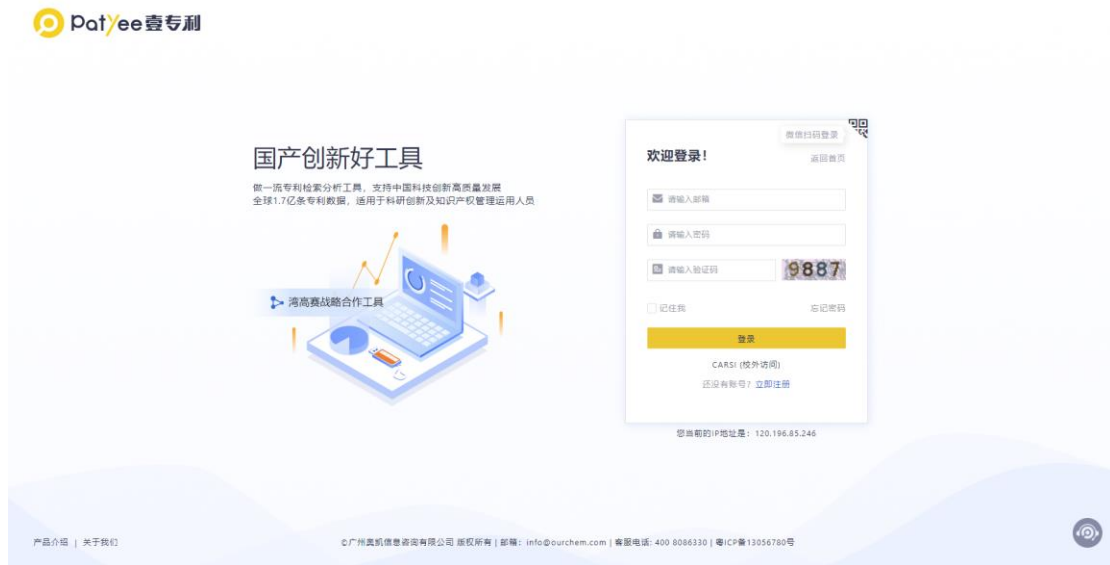 Patyee壹专利
微信扫码登录
欢迎登录!
返回首页
国产创新好工具
做一流专利检索分析工具，支持中国科技创新高质量发展
全球1.7亿条专利数据，适用于科研创新及知识产权管理运用人员
请输入邮箱
请输入密码
请输入验证码
9887
湾高赛战略合作工具
记住我
忘记密码
登录
CARSI (校外访问)
还没有账号? 立即注册
您当前的IP地址是: 120.196.85.246
产品介绍 | 关于我们
©广州奥凯信息咨询有限公司 版权所有 | 邮箱: info@ourchem.com | 客服电话: 400 8086330 | 粤ICP备13056780号